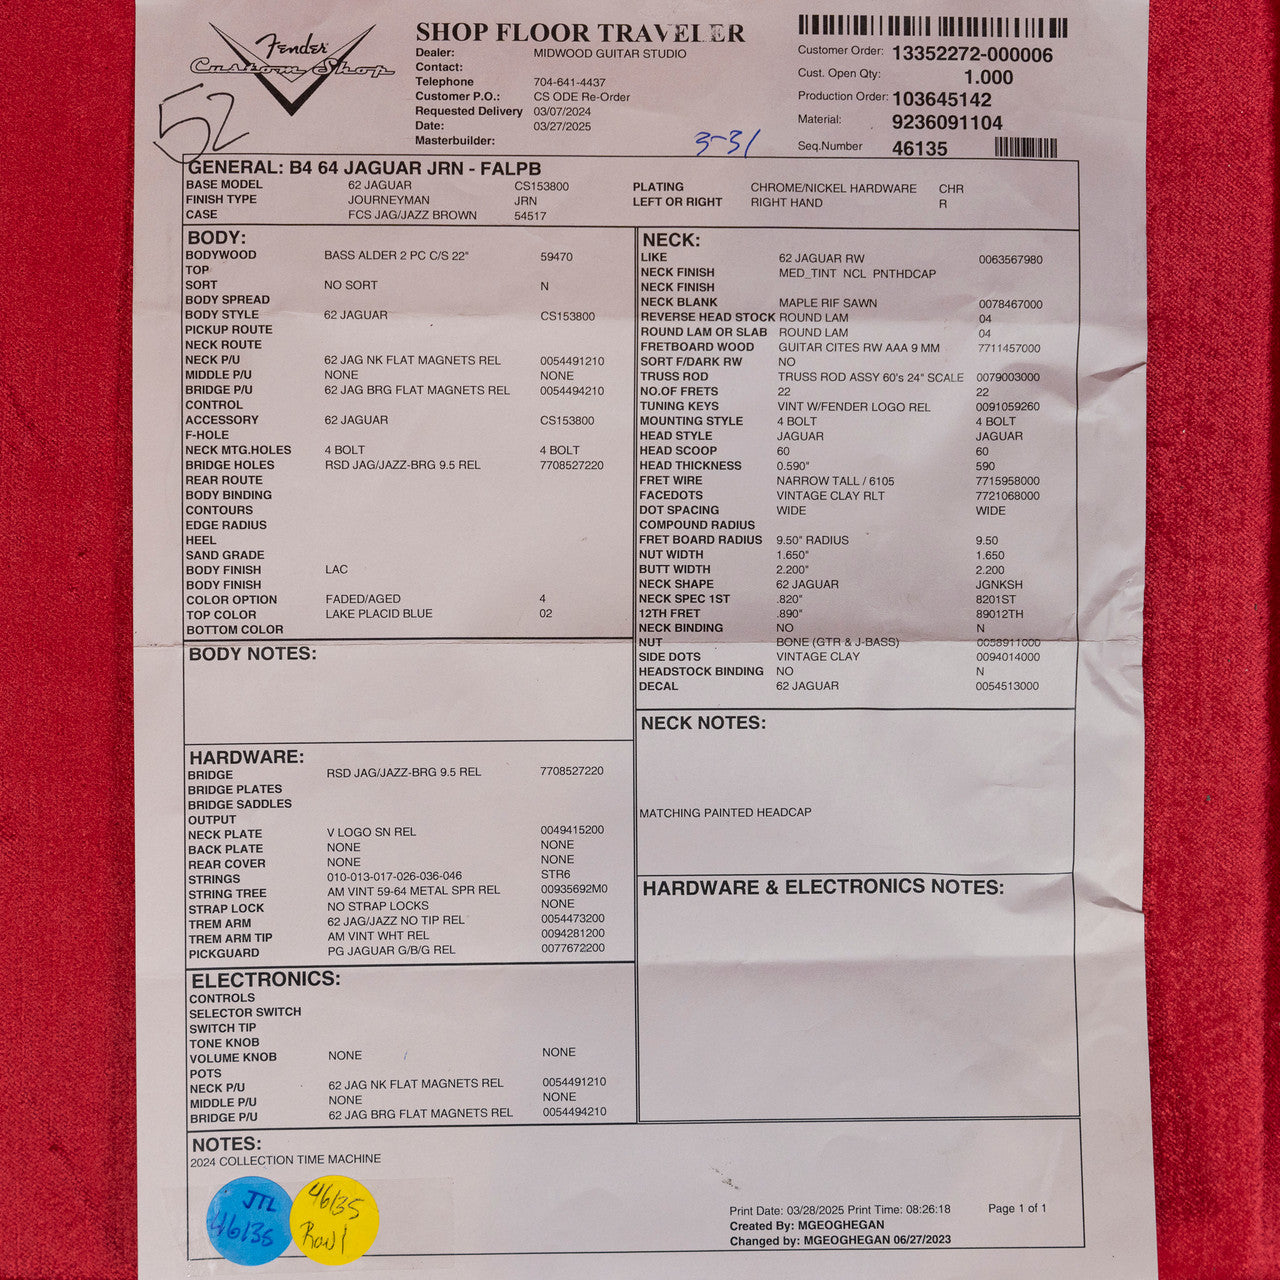 Fender
Custom Shop
52
SHOP FLOOR TRAVELER
Dealer: MIDWOOD GUITAR STUDIO
Contact:
Telephone 704-641-4437
Customer P.O.: CS ODE Re-Order
Requested Delivery 03/07/2024
Date: 03/27/2025
Masterbuilder:
3-31
Customer Order: 13352272-000006
Cust. Open Qty: 1.000
Production Order: 103645142
Material: 9236091104
Seq.Number 46135
GENERAL: B4 64 JAGUAR JRN - FALPB
BASE MODEL 62 JAGUAR CS153800
FINISH TYPE JOURNEYMAN JRN
CASE FCS JAG/JAZZ BROWN 54517
PLATING CHROME/NICKEL HARDWARE CHR
LEFT OR RIGHT RIGHT HAND R
BODY:
BODYWOOD BASS ALDER 2 PC C/S 22" 59470
TOP
SORT NO SORT N
BODY SPREAD
BODY STYLE 62 JAGUAR CS153800
PICKUP ROUTE
NECK ROUTE
NECK P/U 62 JAG NK FLAT MAGNETS REL 0054491210
MIDDLE P/U NONE NONE
BRIDGE P/U 62 JAG BRG FLAT MAGNETS REL 0054494210
CONTROL
ACCESSORY 62 JAGUAR CS153800
F-HOLE
NECK MTG.HOLES 4 BOLT 4 BOLT
BRIDGE HOLES RSD JAG/JAZZ-BRG 9.5 REL 7708527220
REAR ROUTE
BODY BINDING
CONTOURS
EDGE RADIUS
HEEL
SAND GRADE
BODY FINISH LAC
BODY FINISH
COLOR OPTION FADED/AGED 4
TOP COLOR LAKE PLACID BLUE 02
BOTTOM COLOR
BODY NOTES:
HARDWARE:
BRIDGE RSD JAG/JAZZ-BRG 9.5 REL 7708527220
BRIDGE PLATES
BRIDGE SADDLES
OUTPUT
NECK PLATE V LOGO SN REL 0049415200
BACK PLATE NONE NONE
REAR COVER NONE NONE
STRINGS 010-013-017-026-036-046 STR6
STRING TREE AM VINT 59-64 METAL SPR REL 00935692M0
STRAP LOCK NO STRAP LOCKS NONE
TREM ARM 62 JAG/JAZZ NO TIP REL 0054473200
TREM ARM TIP AM VINT WHT REL 0094281200
PICKGUARD PG JAGUAR G/B/G REL 0077672200
ELECTRONICS:
CONTROLS
SELECTOR SWITCH
SWITCH TIP
TONE KNOB
VOLUME KNOB NONE NONE
POTS
NECK P/U 62 JAG NK FLAT MAGNETS REL 0054491210
MIDDLE P/U NONE NONE
BRIDGE P/U 62 JAG BRG FLAT MAGNETS REL 0054494210
NECK:
LIKE 62 JAGUAR RW 0063567980
NECK FINISH MED_TINT NCL PNTHDCAP
NECK FINISH
NECK BLANK MAPLE RIF SAWN 0078467000
REVERSE HEAD STOCK ROUND LAM 04
ROUND LAM OR SLAB ROUND LAM 04
FRETBOARD WOOD GUITAR CITES RW AAA 9 MM 7711457000
SORT F/DARK RW NO
TRUSS ROD TRUSS ROD ASSY 60's 24" SCALE 0079003000
NO.OF FRETS 22 22
TUNING KEYS VINT W/FENDER LOGO REL 0091059260
MOUNTING STYLE 4 BOLT 4 BOLT
HEAD STYLE JAGUAR JAGUAR
HEAD SCOOP 60 60
HEAD THICKNESS 0.590" 590
FRET WIRE NARROW TALL / 6105 7715958000
FACEDOTS VINTAGE CLAY RLT 7721068000
DOT SPACING WIDE WIDE
COMPOUND RADIUS
FRET BOARD RADIUS 9.50" RADIUS 9.50
NUT WIDTH 1.650" 1.650
BUTT WIDTH 2.200" 2.200
NECK SHAPE 62 JAGUAR JGNKSH
NECK SPEC 1ST .820" 8201ST
12TH FRET .890" 89012TH
NECK BINDING NO N
NUT BONE (GTR & J-BASS) 0058911000
SIDE DOTS VINTAGE CLAY 0094014000
HEADSTOCK BINDING NO N
DECAL 62 JAGUAR 0054513000
NECK NOTES:
MATCHING PAINTED HEADCAP
HARDWARE & ELECTRONICS NOTES:
NOTES:
2024 COLLECTION TIME MACHINE
JTL
46135
46135
Row 1
Print Date: 03/28/2025 Print Time: 08:26:18 Page 1 of 1
Created By: MGEOGHEGAN
Changed by: MGEOGHEGAN 06/27/2023